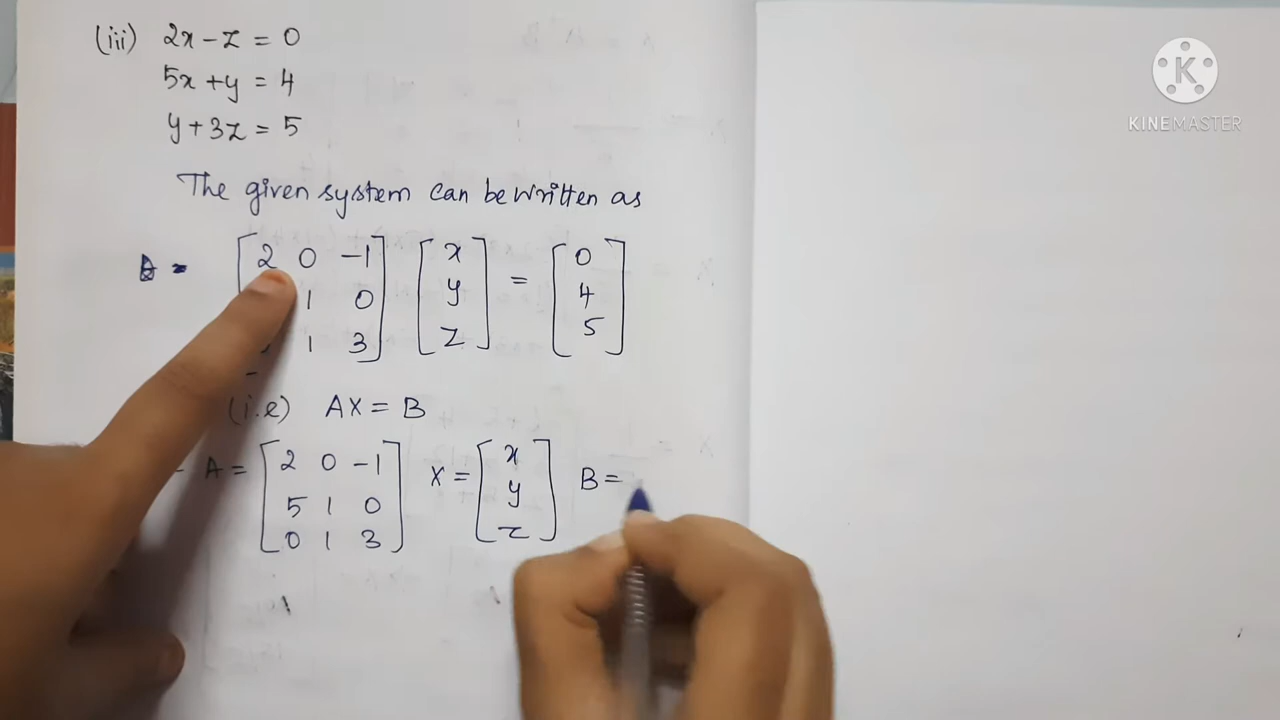 (iii) 2x - z = 0
5x + y = 4
y + 3z = 5
The given system can be written as
[2 0 -1] [x] = [0]
1 0 y 4
1 3 z 5
(i.e) AX = B
A = [2 0 -1] X = [x] B =
5 1 0 y
0 1 3 z
K
KINEMASTER